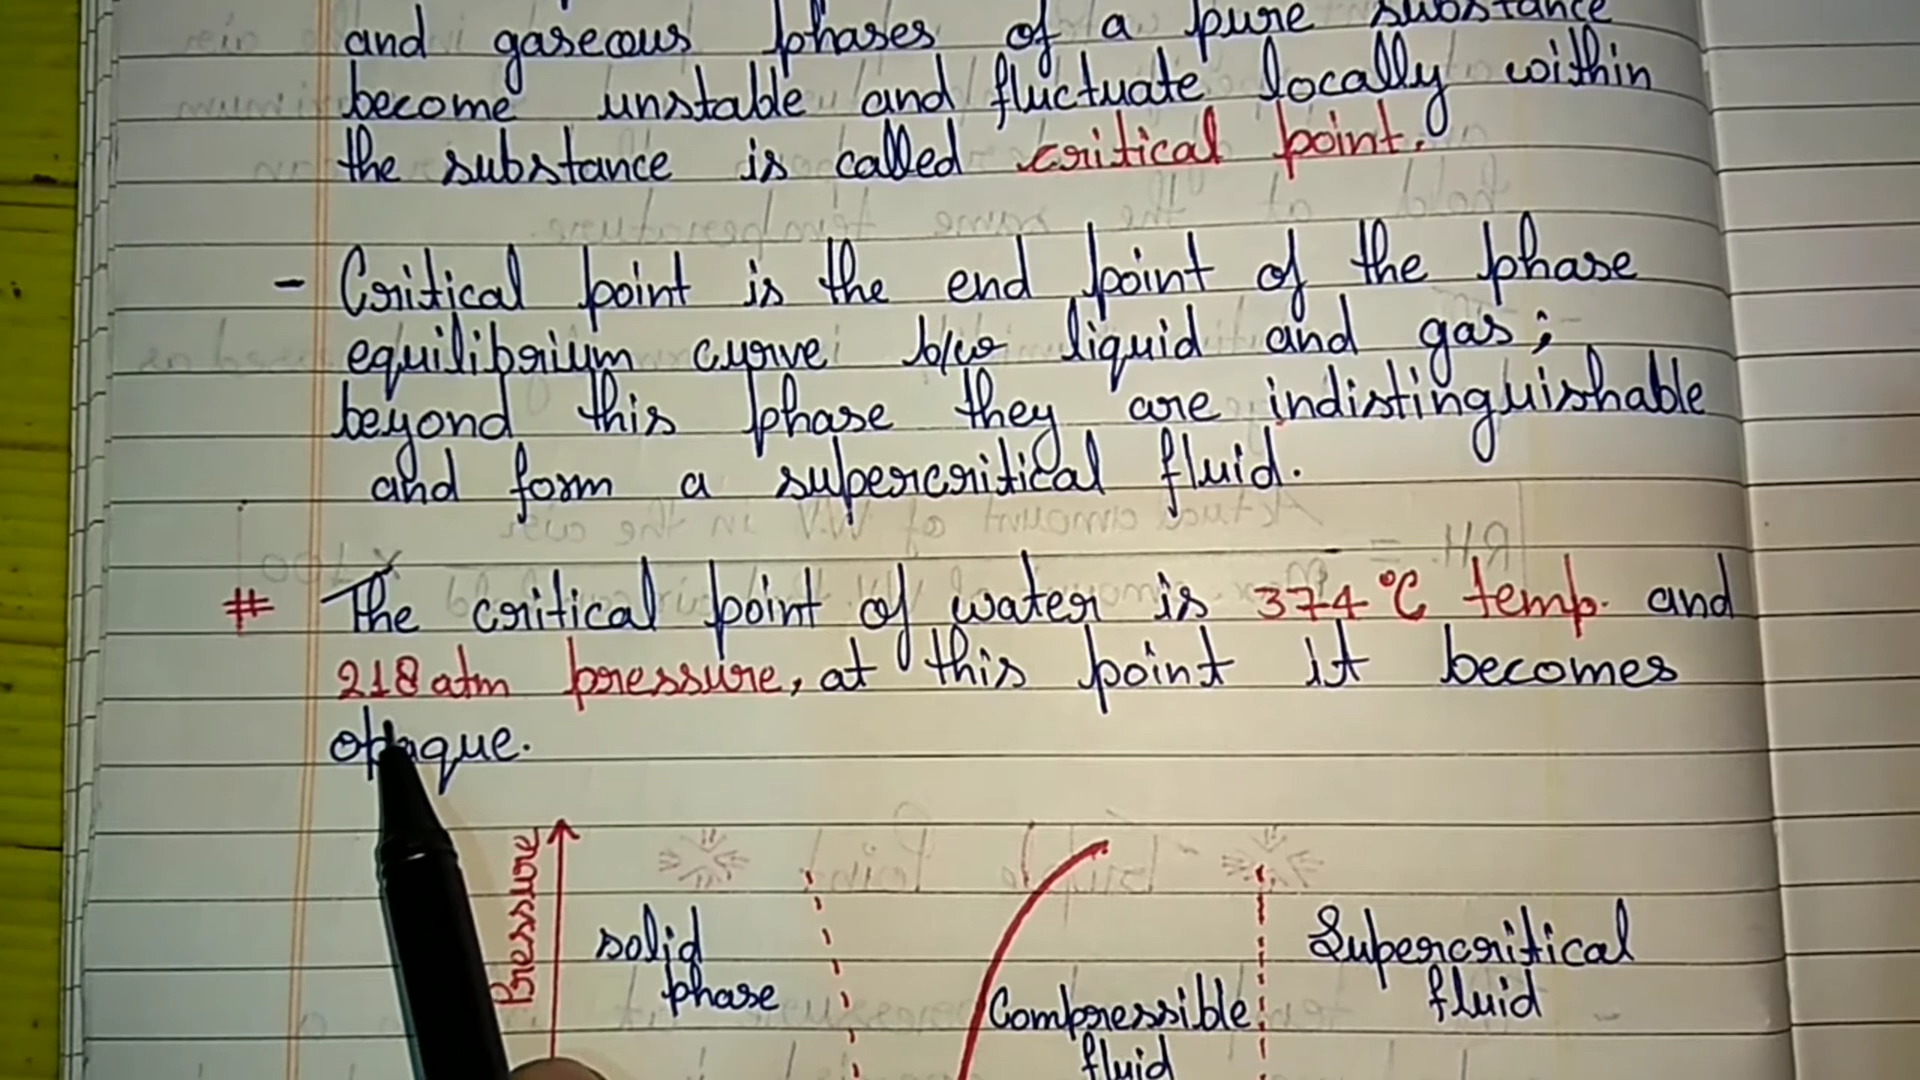 and gaseous phases of a pure substance
become unstable and fluctuate locally within
the substance is called critical point.
- Critical point is the end point of the phase
equilibrium curve b/w liquid and gas;
beyond this phase they are indistinguishable
and form a supercritical fluid.
# The critical point of water is 374°C temp. and
218 atm pressure, at this point it becomes
opaque.
Pressure
solid
phase
Compressible
fluid
Supercritical
fluid